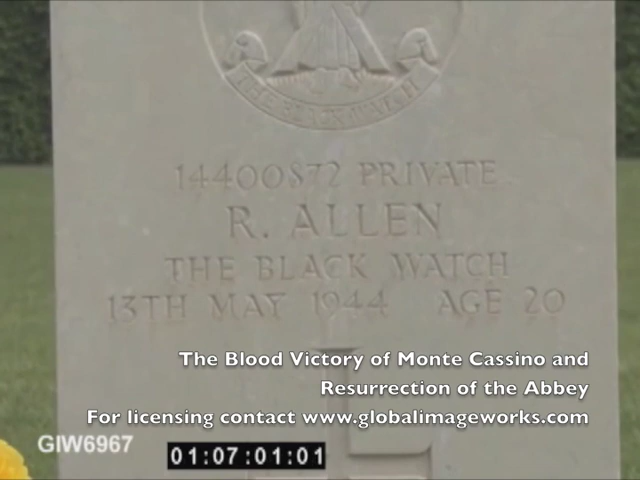 THE BLACK WATCH
14400872 PRIVATE
R. ALLEN
THE BLACK WATCH
13TH MAY 1944 AGE 20
The Blood Victory of Monte Cassino and
Resurrection of the Abbey
For licensing contact www.globalimageworks.com
GIW6967
01:07:01:01